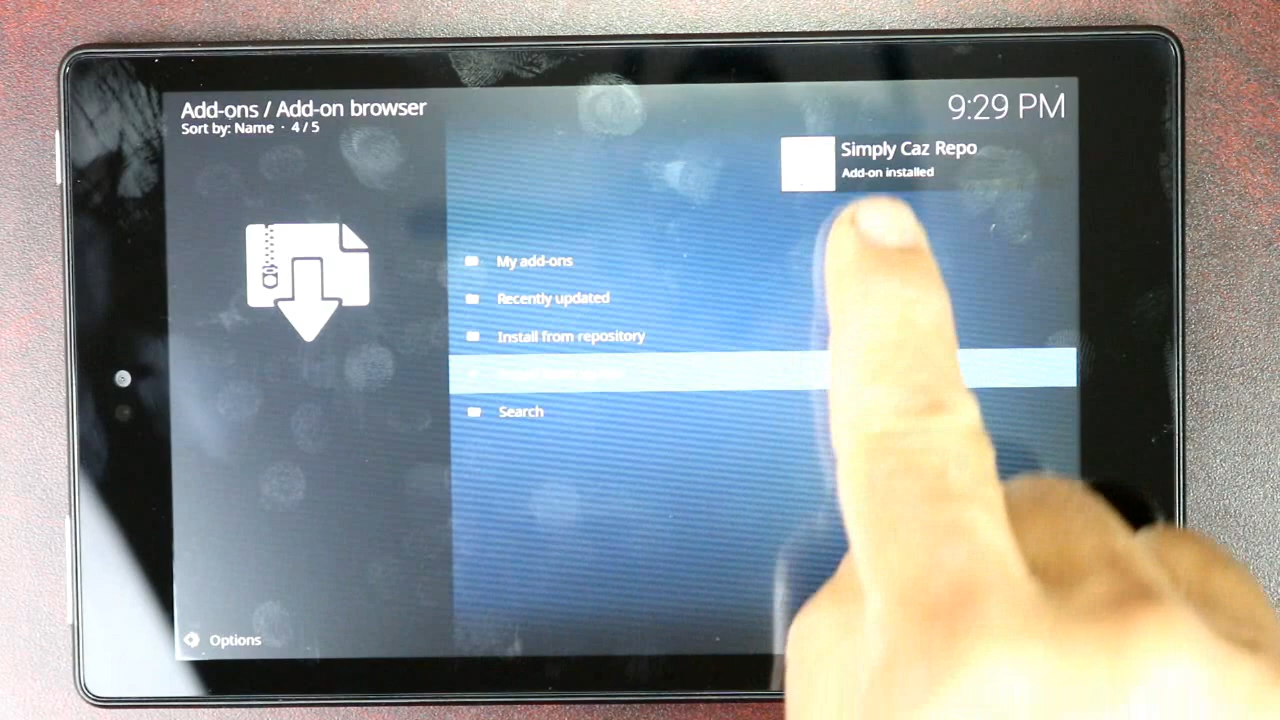 Add-ons / Add-on browser
Sort by: Name · 4 / 5
9:29 PM
Simply Caz Repo
Add-on installed
My add-ons
Recently updated
Install from repository
Search
Options